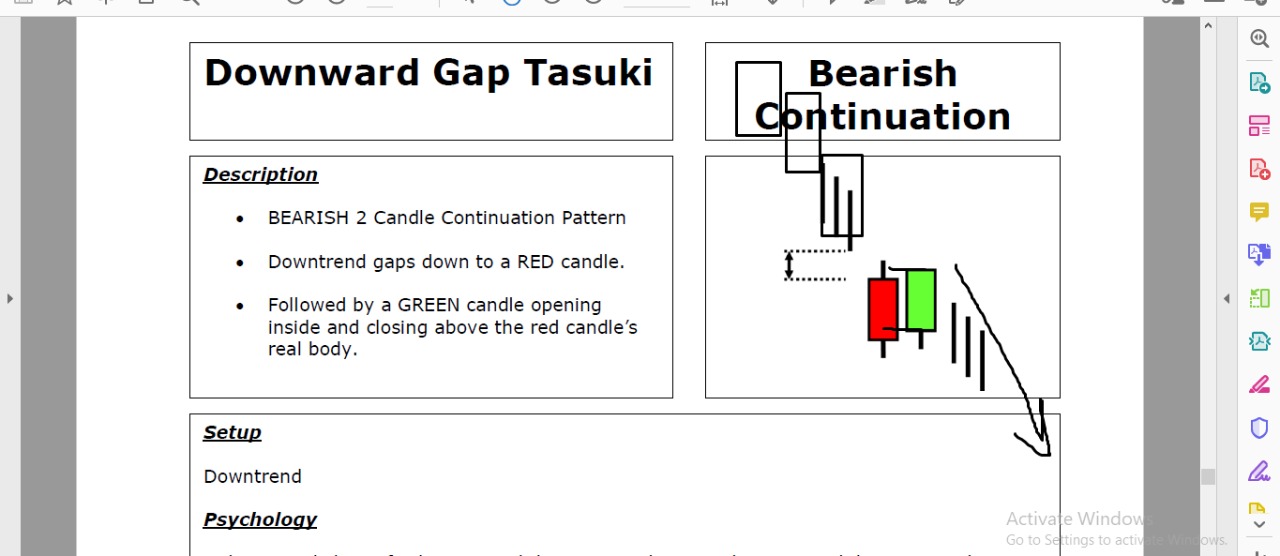 Downward Gap Tasuki
Bearish
Continuation
Description
• BEARISH 2 Candle Continuation Pattern
• Downtrend gaps down to a RED candle.
• Followed by a GREEN candle opening
inside and closing above the red candle's
real body.
Setup
Downtrend
Psychology
Activate Windows
Go to Settings to activate Windows.